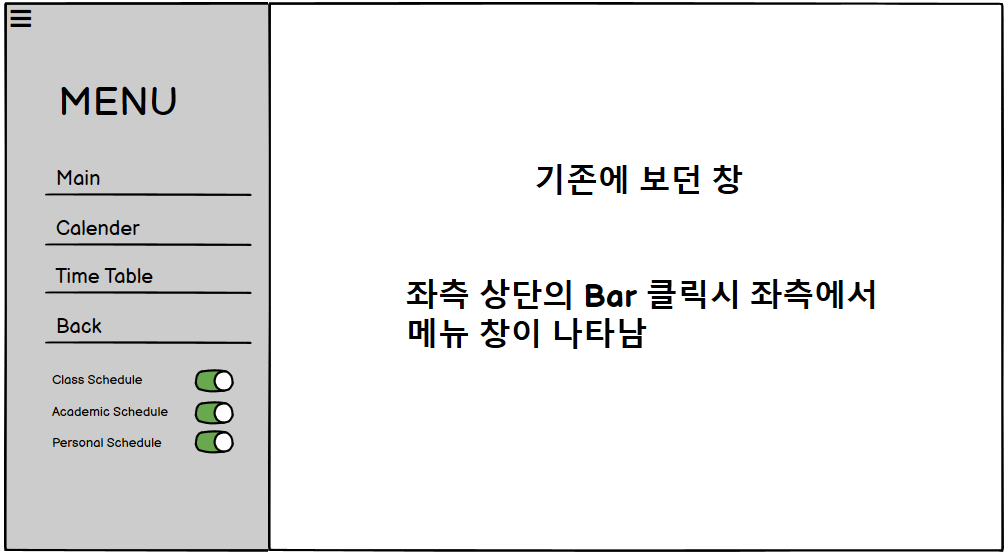 MENU
Main
Calender
Time Table
Back
Class Schedule
Academic Schedule
Personal Schedule
기존에 보던 창
좌측 상단의 Bar 클릭시 좌측에서
메뉴 창이 나타남